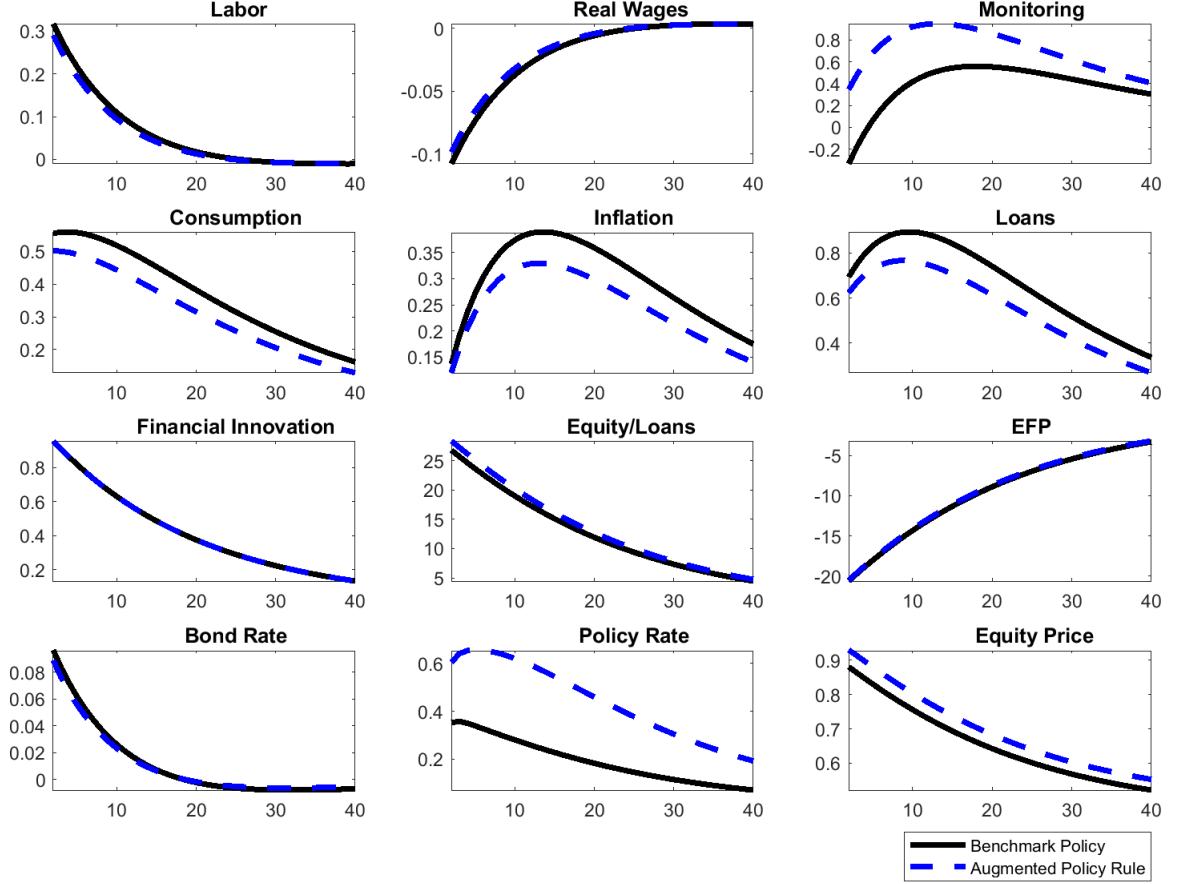 Labor
0.3
0.2
0.1
0
10 20 30 40
Real Wages
0
-0.05
-0.1
10 20 30 40
Monitoring
0.8
0.6
0.4
0.2
0
-0.2
10 20 30 40
Consumption
0.5
0.4
0.3
0.2
10 20 30 40
Inflation
0.35
0.3
0.25
0.2
0.15
10 20 30 40
Loans
0.8
0.6
0.4
10 20 30 40
Financial Innovation
0.8
0.6
0.4
0.2
10 20 30 40
Equity/Loans
25
20
15
10
5
10 20 30 40
EFP
-5
-10
-15
-20
10 20 30 40
Bond Rate
0.08
0.06
0.04
0.02
0
10 20 30 40
Policy Rate
0.6
0.4
0.2
10 20 30 40
Equity Price
0.9
0.8
0.7
0.6
10 20 30 40
Benchmark Policy
Augmented Policy Rule